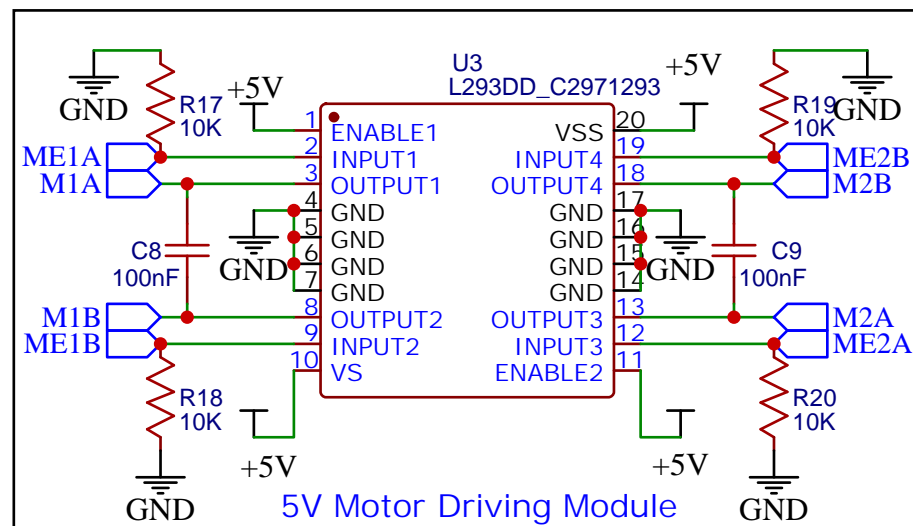 U3
L293DD_C2971293
GND
R17
10K
+5V
ME1A
M1A
C8
100nF
M1B
ME1B
R18
10K
GND
+5V
GND
1
2
3
4
5
6
7
8
9
10
ENABLE1
INPUT1
OUTPUT1
GND
GND
GND
GND
OUTPUT2
INPUT2
VS
VSS
INPUT4
OUTPUT4
GND
GND
GND
GND
OUTPUT3
INPUT3
ENABLE2
20
19
18
17
16
15
14
13
12
11
+5V
R19
10K
GND
ME2B
M2B
GND
C9
100nF
M2A
ME2A
R20
10K
+5V
GND
5V Motor Driving Module